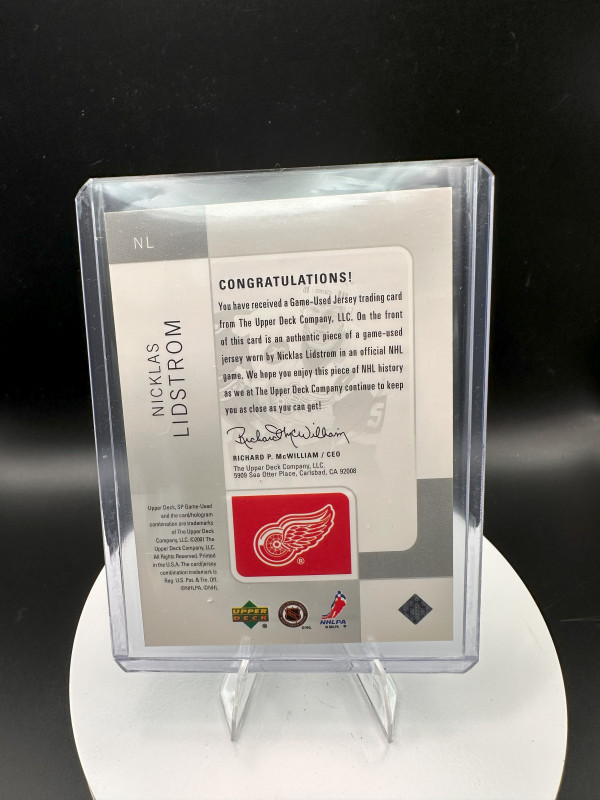 NL
NICKLAS
LIDSTROM
CONGRATULATIONS!
You have received a Game-Used Jersey trading card
from The Upper Deck Company, LLC. On the front
of this card is an authentic piece of a game-used
jersey worn by Nicklas Lidstrom in an official NHL
game. We hope you enjoy this piece of NHL history
as we at The Upper Deck Company continue to keep
you as close as you can get!
Richard P. McWilliam
RICHARD P. McWILLIAM / CEO
The Upper Deck Company, LLC.
5909 Sea Otter Place, Carlsbad, CA 92008
Upper Deck, SP Game-Used
and the card/hologram
combination are trademarks
of The Upper Deck
Company, LLC. ©2001 The
Upper Deck Company, LLC.
All Rights Reserved. Printed
in the U.S.A. The card/jersey
combination trademark is
Reg. U.S. Pat. & Tm. Off.
©NHLPA. ©NHL
®
UPPER
DECK
®
NHLPA